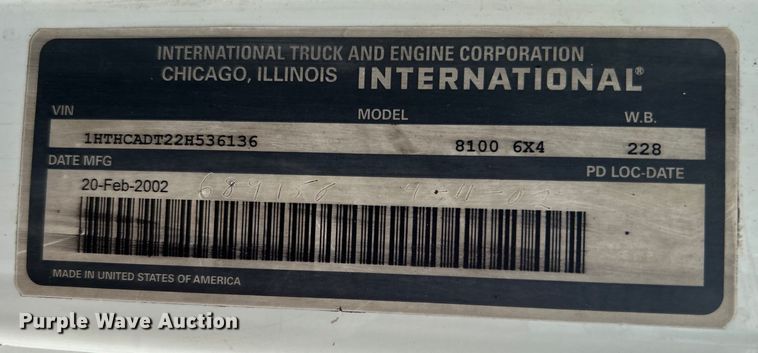 INTERNATIONAL TRUCK AND ENGINE CORPORATION
CHICAGO, ILLINOIS INTERNATIONAL®
VIN MODEL W.B.
1HTHCADT22H536136 8100 6X4 228
DATE MFG PD LOC-DATE
20-Feb-2002
MADE IN UNITED STATES OF AMERICA
Purple Wave Auction